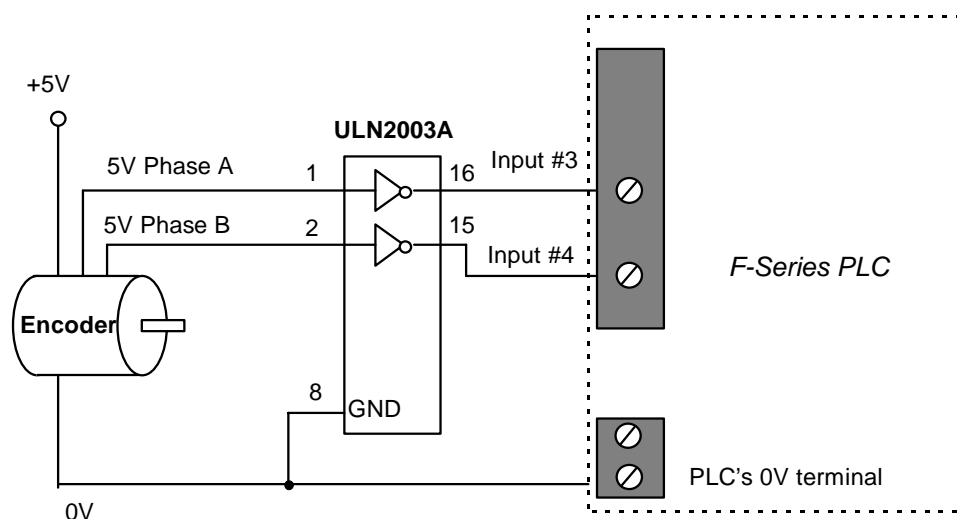 +5V
ULN2003A
5V Phase A
1
16
Input #3
5V Phase B
2
15
Input #4
F-Series PLC
Encoder
8
GND
PLC's 0V terminal
0V